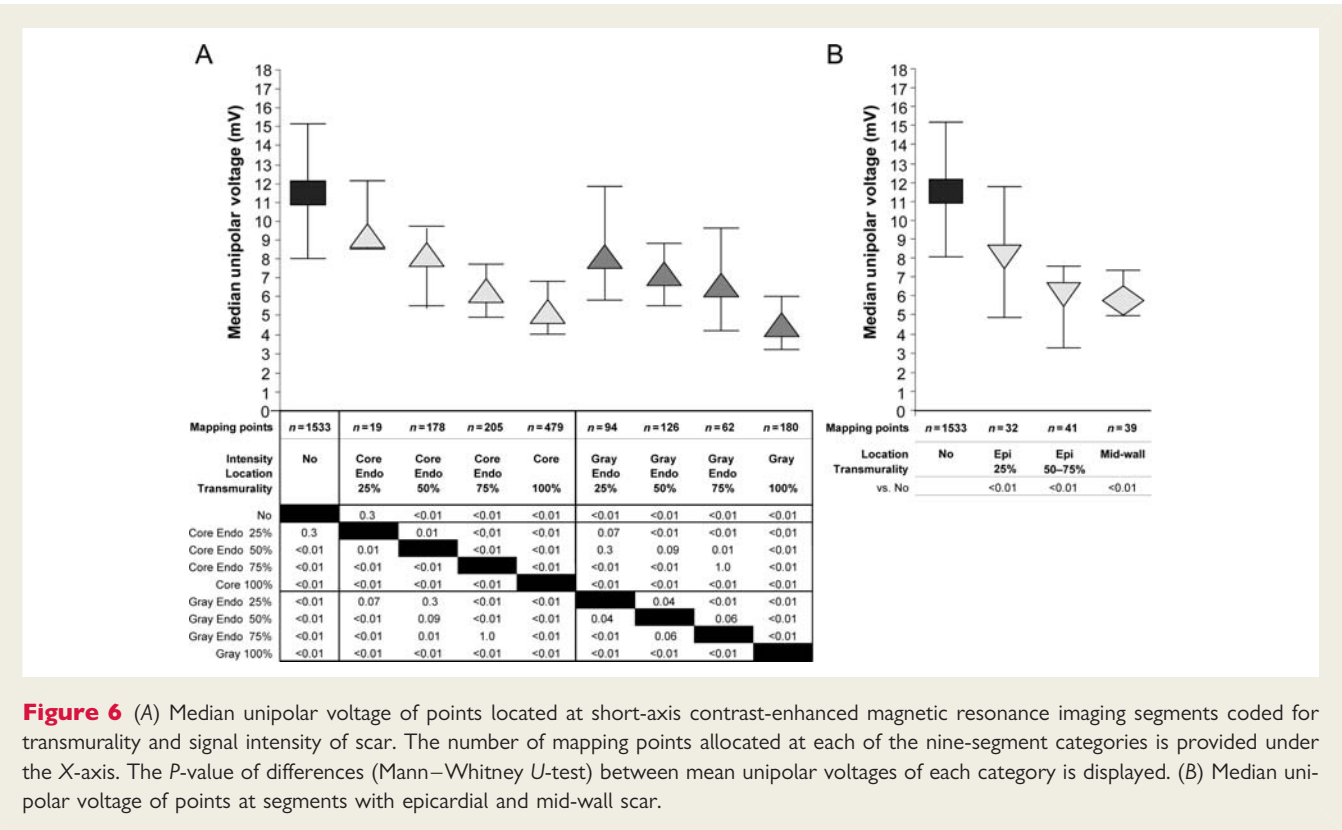 A
B
Median unipolar voltage (mV)
18
17
16
15
14
13
12
11
10
9
8
7
6
5
4
3
2
1
0
Mapping points n=1533 n=19 n=178 n=205 n=479 n=94 n=126 n=62 n=180
Intensity No Core Core Core Core Gray Gray Gray Gray
Location Endo Endo Endo Endo Endo Endo
Transmurality 25% 50% 75% 100% 25% 50% 75% 100%
No 0.3 <0.01 <0.01 <0.01 <0.01 <0.01 <0.01 <0.01
Core Endo 25% 0.3 0.01 <0,01 <0.01 0.07 <0.01 <0.01 <0,01
Core Endo 50% <0.01 0.01 <0.01 <0.01 0.3 0.09 0.01 <0.01
Core Endo 75% <0.01 <0.01 <0.01 <0.01 <0.01 <0.01 1.0 <0.01
Core 100% <0.01 <0.01 <0.01 <0.01 <0.01 <0.01 <0.01 <0.01
Gray Endo 25% <0.01 0.07 0.3 <0.01 <0.01 0.04 <0.01 <0.01
Gray Endo 50% <0.01 <0.01 0.09 <0.01 <0.01 0.04 0.06 <0.01
Gray Endo 75% <0.01 <0.01 0.01 1.0 <0.01 <0.01 0.06 <0.01
Gray 100% <0.01 <0.01 <0.01 <0.01 <0.01 <0.01 <0.01 <0.01
Median unipolar voltage (mV)
18
17
16
15
14
13
12
11
10
9
8
7
6
5
4
3
2
1
0
Mapping points n=1533 n=32 n=41 n=39
Location No Epi Epi Mid-wall
Transmurality 25% 50–75%
vs. No <0.01 <0.01 <0.01
Figure 6 (A) Median unipolar voltage of points located at short-axis contrast-enhanced magnetic resonance imaging segments coded for
transmurality and signal intensity of scar. The number of mapping points allocated at each of the nine-segment categories is provided under
the X-axis. The P-value of differences (Mann–Whitney U-test) between mean unipolar voltages of each category is displayed. (B) Median uni-
polar voltage of points at segments with epicardial and mid-wall scar.